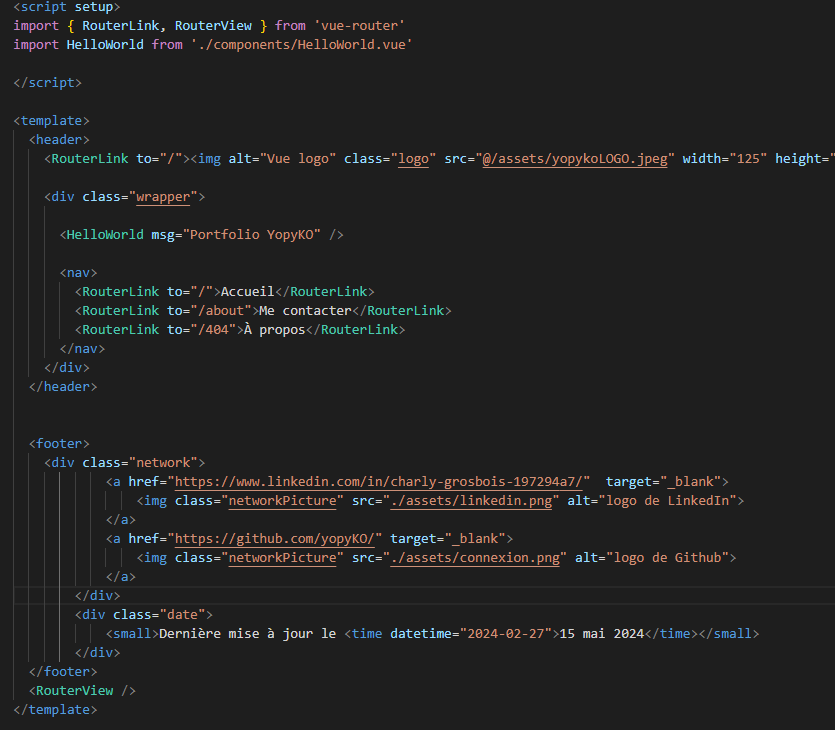 <script setup>
import { RouterLink, RouterView } from 'vue-router'
import HelloWorld from './components/HelloWorld.vue'
</script>
<template>
<header>
<RouterLink to="/"><img alt="Vue logo" class="logo" src="@/assets/yopykoLOGO.jpeg" width="125" height="
<div class="wrapper">
<HelloWorld msg="Portfolio YopyKO" />
<nav>
<RouterLink to="/">Accueil</RouterLink>
<RouterLink to="/about">Me contacter</RouterLink>
<RouterLink to="/404">À propos</RouterLink>
</nav>
</div>
</header>
<footer>
<div class="network">
<a href="https://www.linkedin.com/in/charly-grosbois-197294a7/"  target="_blank">
<img class="networkPicture" src="./assets/linkedin.png" alt="logo de LinkedIn">
</a>
<a href="https://github.com/yopyKO/" target="_blank">
<img class="networkPicture" src="./assets/connexion.png" alt="logo de Github">
</a>
</div>
<div class="date">
<small>Dernière mise à jour le <time datetime="2024-02-27">15 mai 2024</time></small>
</div>
</footer>
<RouterView />
</template>